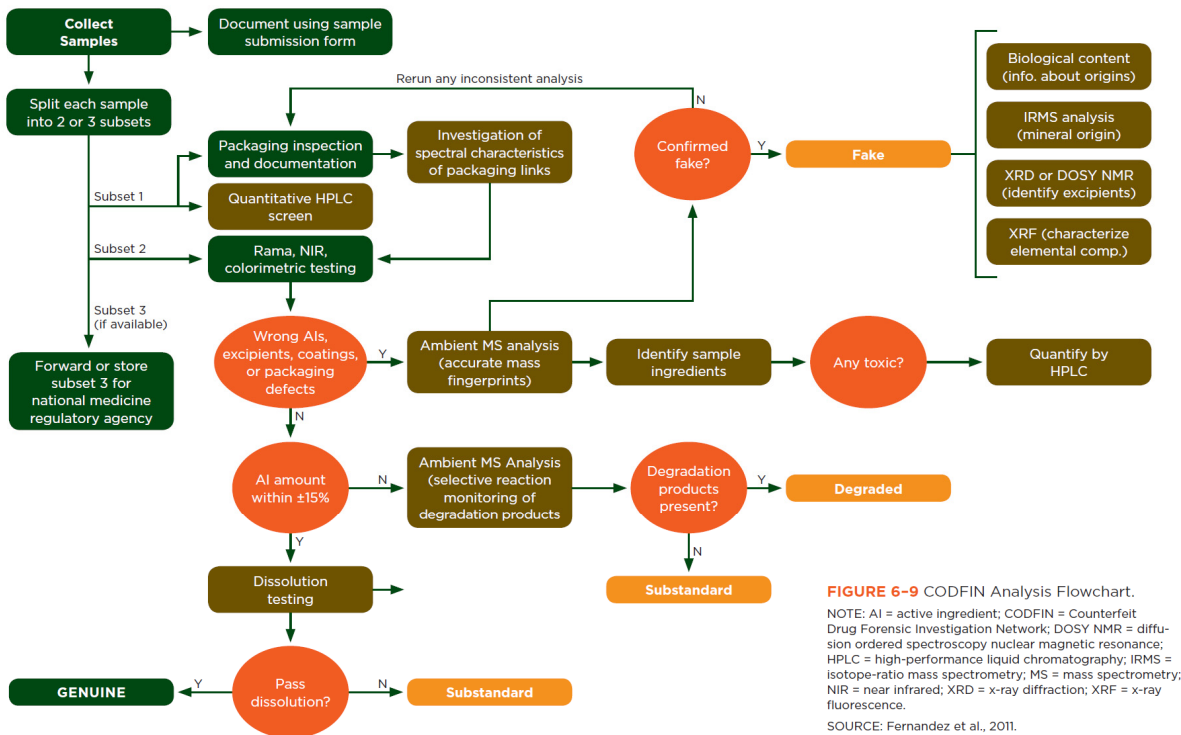 Collect
Samples
Document using sample
submission form
Split each sample
into 2 or 3 subsets
Rerun any inconsistent analysis
N
Packaging inspection
and documentation
Investigation of
spectral characteristics
of packaging links
Confirmed
fake?
Y
Fake
Biological content
(info. about origins)
IRMS analysis
(mineral origin)
XRD or DOSY NMR
(identify excipients)
XRF (characterize
elemental comp.)
Subset 1
Quantitative HPLC
screen
Subset 2
Rama, NIR,
colorimetric testing
Subset 3
(if available)
Forward or store
subset 3 for
national medicine
regulatory agency
Wrong AIs,
excipients, coatings,
or packaging
defects
Y
Ambient MS analysis
(accurate mass
fingerprints)
Identify sample
ingredients
Any toxic?
Quantify by
HPLC
N
AI amount
within ±15%
N
Ambient MS Analysis
(selective reaction
monitoring of
degradation products
Degradation
products
present?
Y
Degraded
Y
N
Dissolution
testing
Substandard
Pass
dissolution?
Y
GENUINE
N
Substandard
FIGURE 6–9 CODFIN Analysis Flowchart.
NOTE: AI = active ingredient; CODFIN = Counterfeit
Drug Forensic Investigation Network; DOSY NMR = diffu-
sion ordered spectroscopy nuclear magnetic resonance;
HPLC = high-performance liquid chromatography; IRMS =
isotope-ratio mass spectrometry; MS = mass spectrometry;
NIR = near infrared; XRD = x-ray diffraction; XRF = x-ray
fluorescence.
SOURCE: Fernandez et al., 2011.